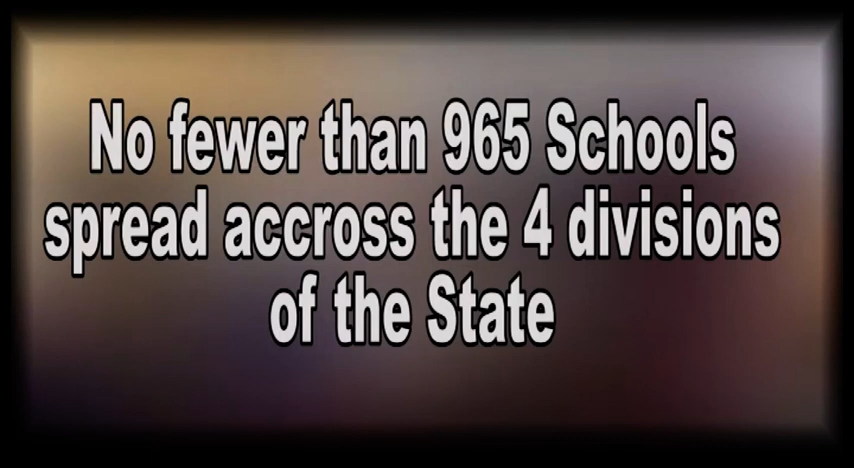 No fewer than 965 Schools
spread accross the 4 divisions
of the State